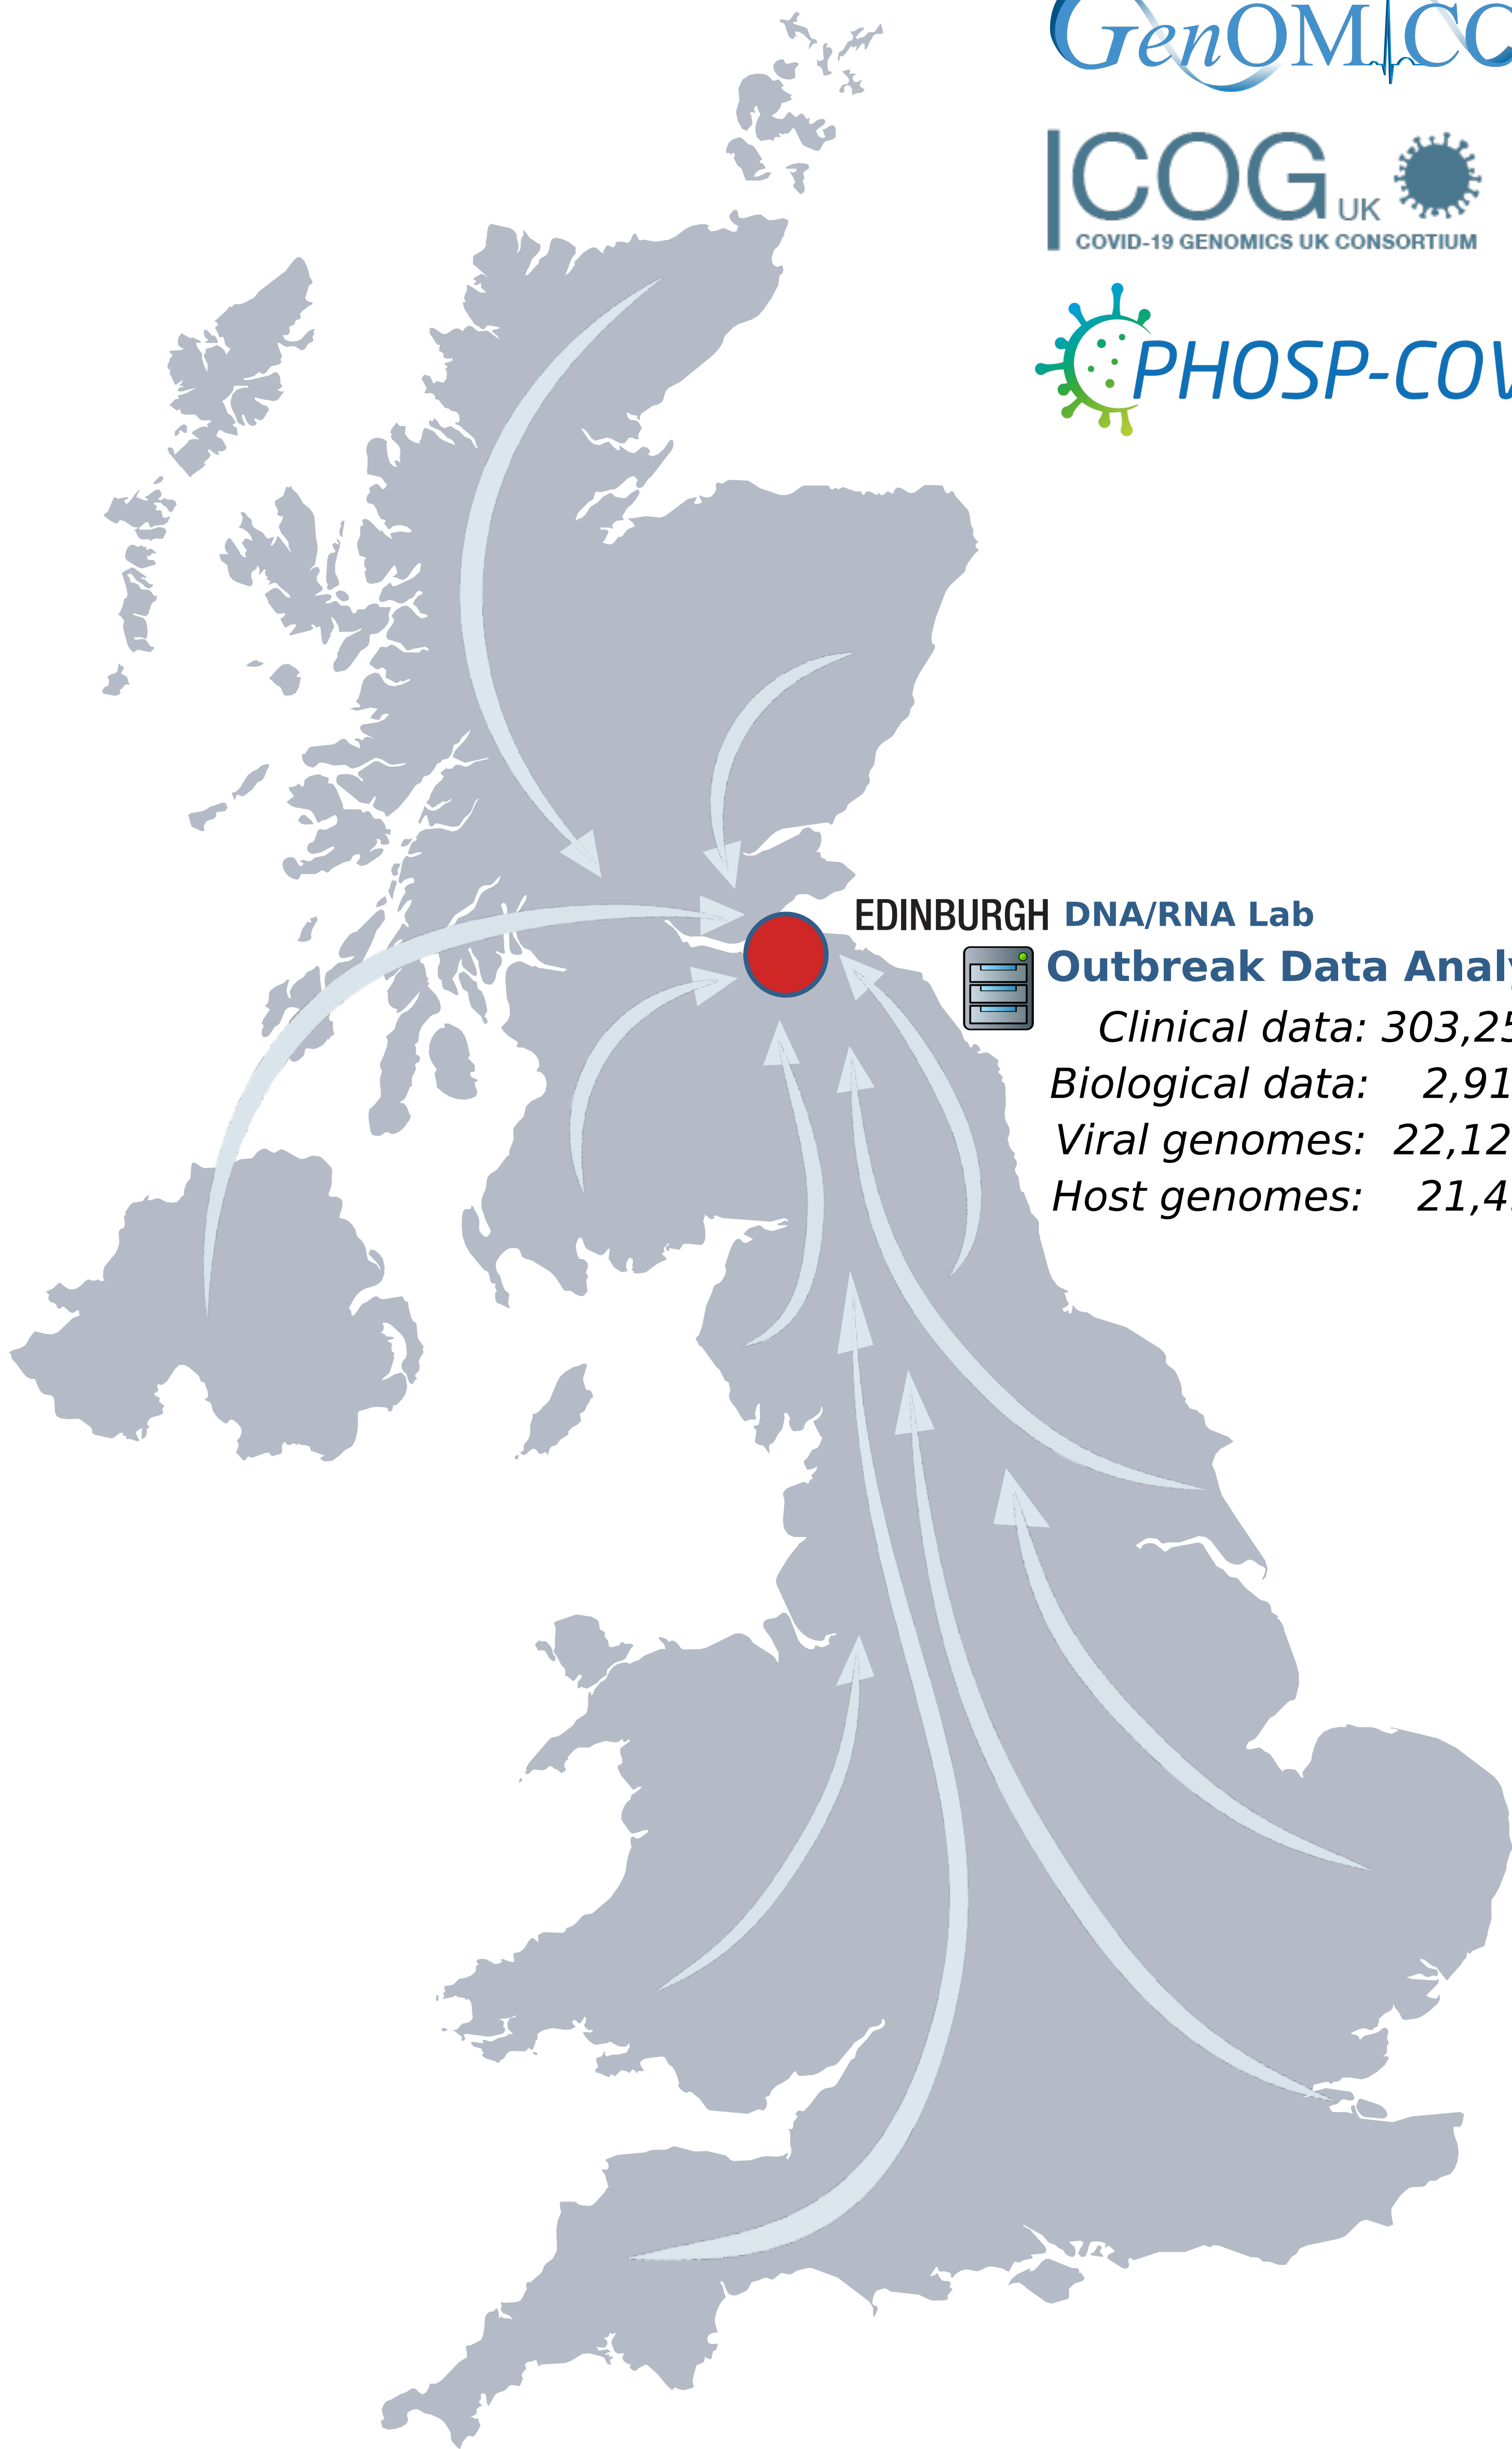 GenOMICC
COG UK
COVID-19 GENOMICS UK CONSORTIUM
PHOSP-COV
EDINBURGH DNA/RNA Lab
Outbreak Data Analy
Clinical data: 303,25
Biological data: 2,91
Viral genomes: 22,12
Host genomes: 21,4